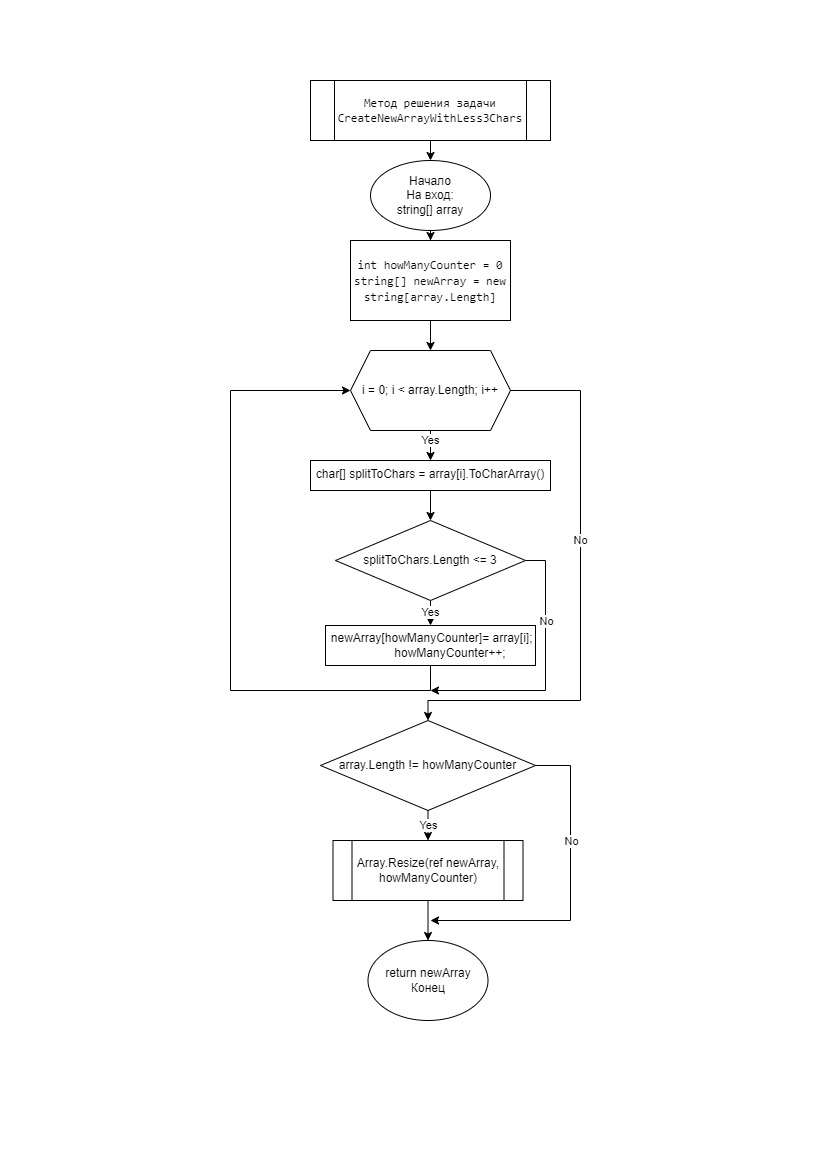 Метод решения задачи
CreateNewArrayWithLess3Chars
Начало
На вход:
string[] array
int howManyCounter = 0
string[] newArray = new
string[array.Length]
i = 0; i < array.Length; i++
Yes
char[] splitToChars = array[i].ToCharArray()
No
splitToChars.Length <= 3
Yes
No
newArray[howManyCounter]= array[i];
howManyCounter++;
array.Length != howManyCounter
Yes
No
Array.Resize(ref newArray,
howManyCounter)
return newArray
Конец